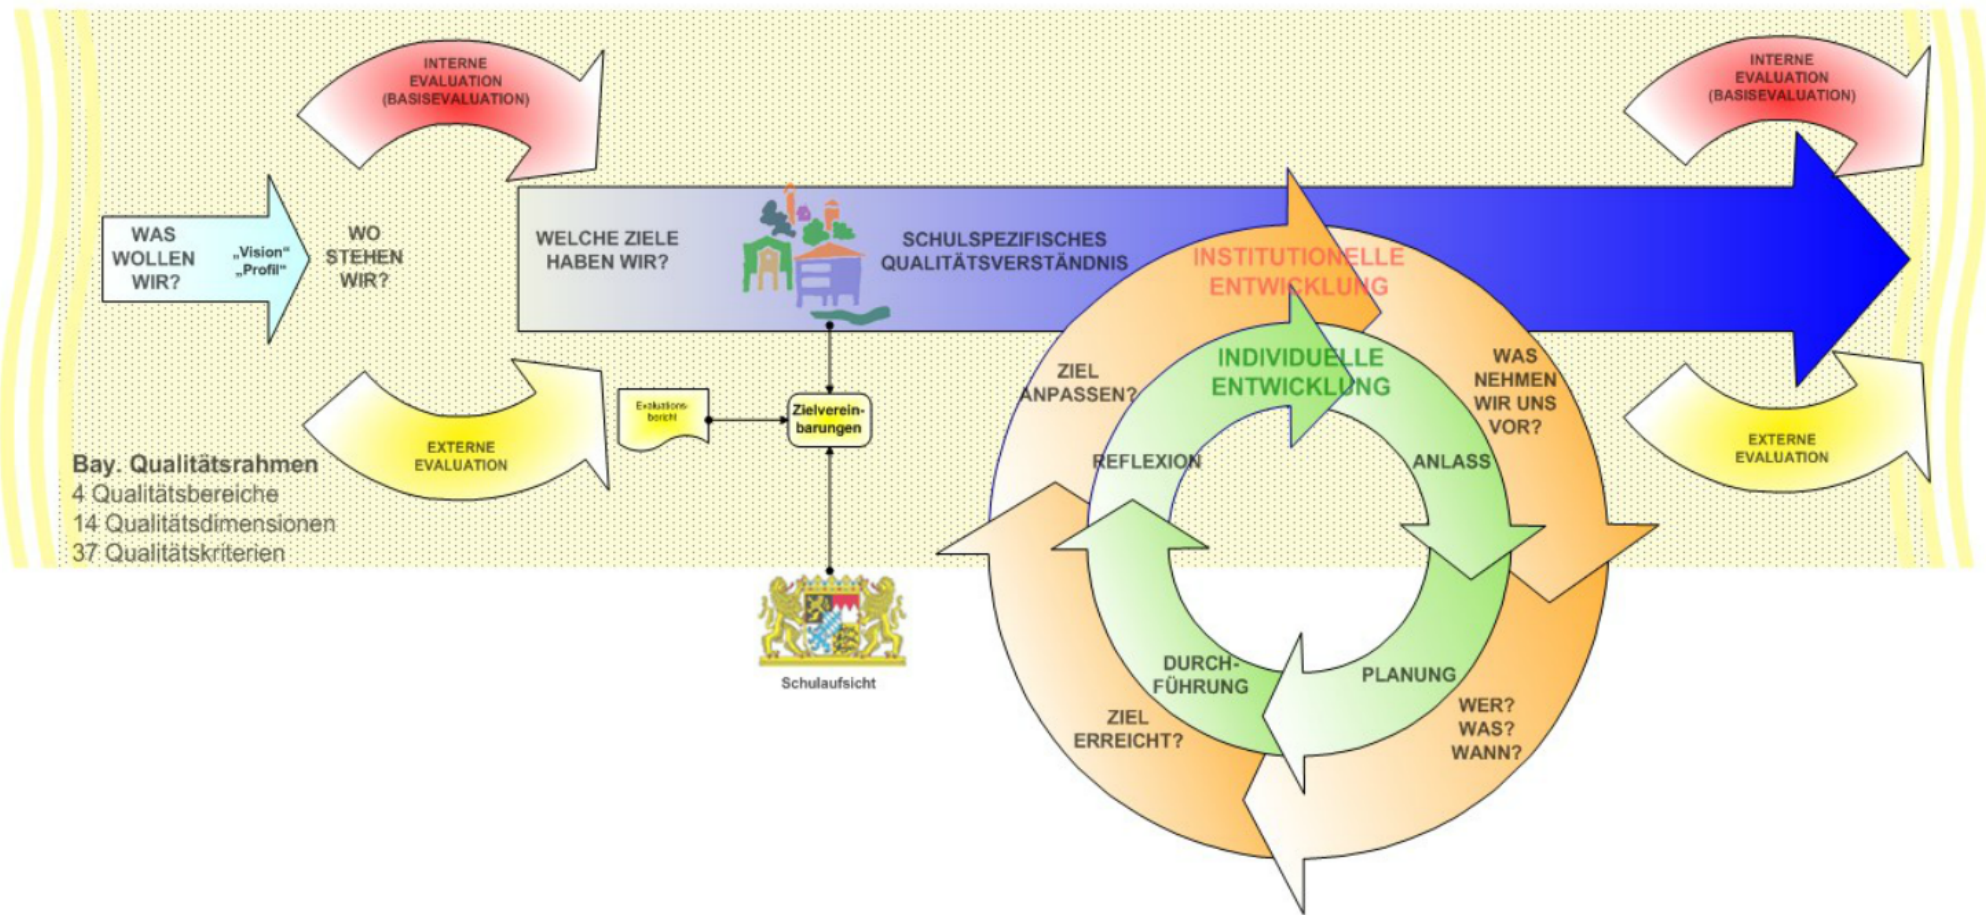 INTERNE
EVALUATION
(BASISEVALUATION)
WAS
WOLLEN
WIR?
„Vision“
„Profil“
WO
STEHEN
WIR?
EXTERNE
EVALUATION
Bay. Qualitätsrahmen
4 Qualitätsbereiche
14 Qualitätsdimensionen
37 Qualitätskriterien
WELCHE ZIELE
HABEN WIR?
SCHULSPEZIFISCHES
QUALITÄTSVERSTÄNDNIS
Evaluations-
bericht
Zielverein-
barungen
Schulaufsicht
INSTITUTIONELLE
ENTWICKLUNG
WAS
NEHMEN
WIR UNS
VOR?
WER?
WAS?
WANN?
ZIEL
ERREICHT?
ZIEL
ANPASSEN?
INDIVIDUELLE
ENTWICKLUNG
ANLASS
PLANUNG
DURCH-
FÜHRUNG
REFLEXION
INTERNE
EVALUATION
(BASISEVALUATION)
EXTERNE
EVALUATION